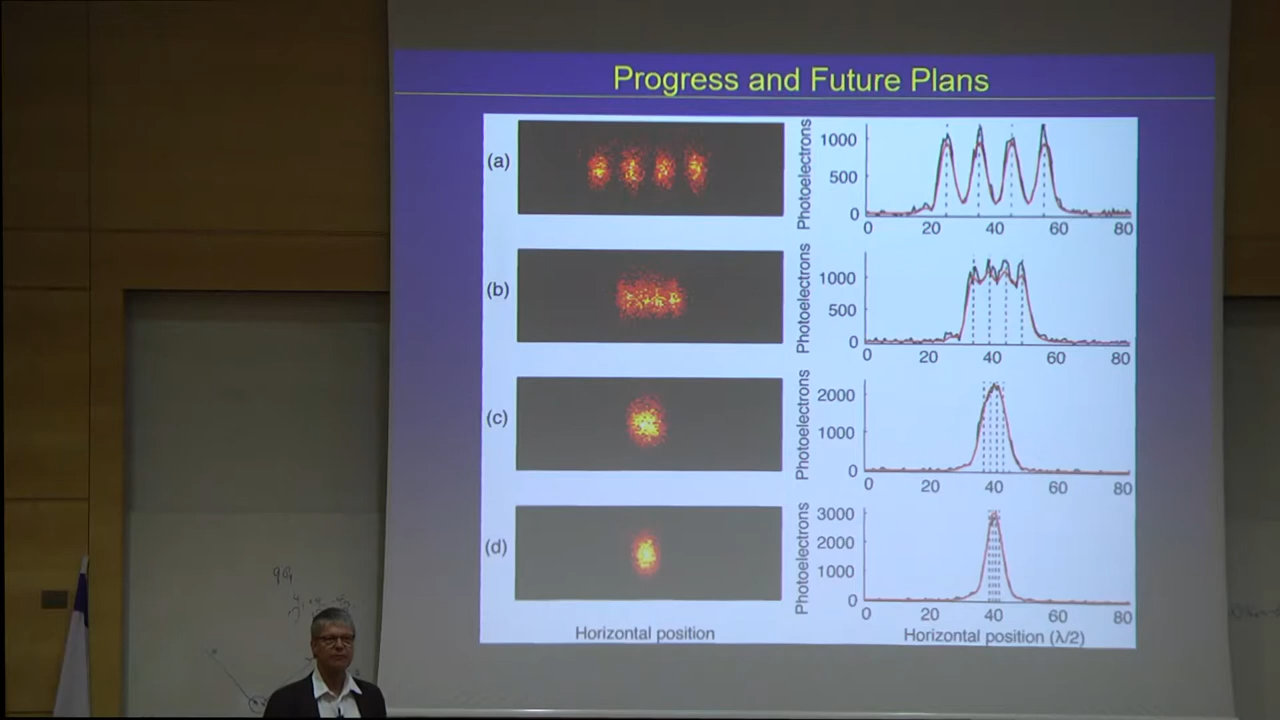 Progress and Future Plans
(a)
Photoelectrons
1000
500
0
0 20 40 60 80
(b)
Photoelectrons
1000
500
0
0 20 40 60 80
(c)
Photoelectrons
2000
1000
0
0 20 40 60 80
(d)
Photoelectrons
3000
2000
1000
0
0 20 40 60 80
Horizontal position
Horizontal position (λ/2)